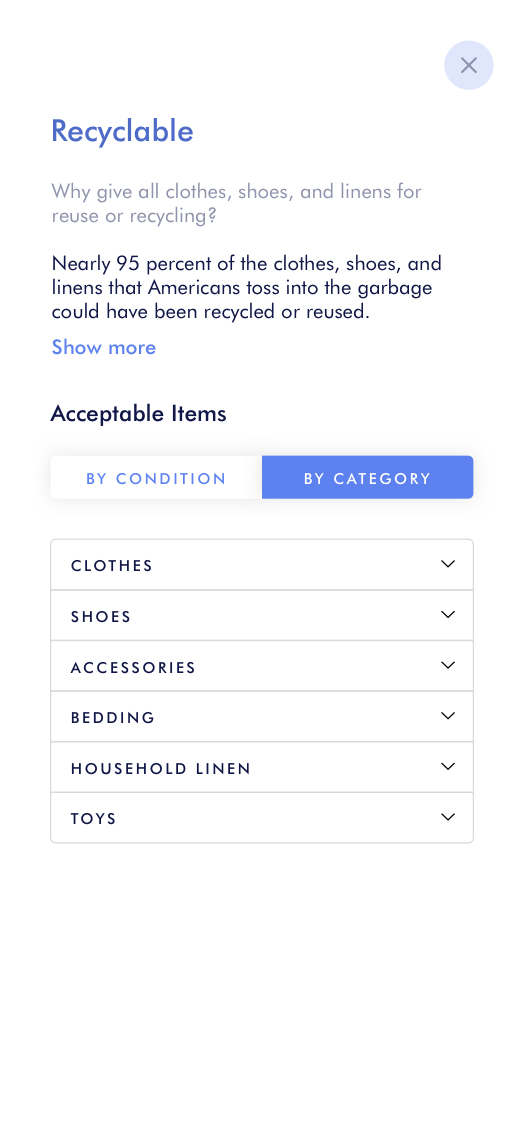 Recyclable
Why give all clothes, shoes, and linens for
reuse or recycling?
Nearly 95 percent of the clothes, shoes, and
linens that Americans toss into the garbage
could have been recycled or reused.
Show more
Acceptable Items
BY CONDITION
BY CATEGORY
CLOTHES
SHOES
ACCESSORIES
BEDDING
HOUSEHOLD LINEN
TOYS